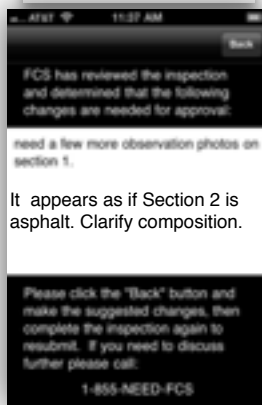 AT&T 11:37 AM
Back
FCS has reviewed the inspection
and determined that the following
changes are needed for approval:
need a few more observation photos on
section 1.
It  appears as if Section 2 is
asphalt. Clarify composition.
Please click the "Back" button and
make the suggested changes, then
complete the inspection again to
resubmit.  If you need to discuss
further please call:
1-855-NEED-FCS